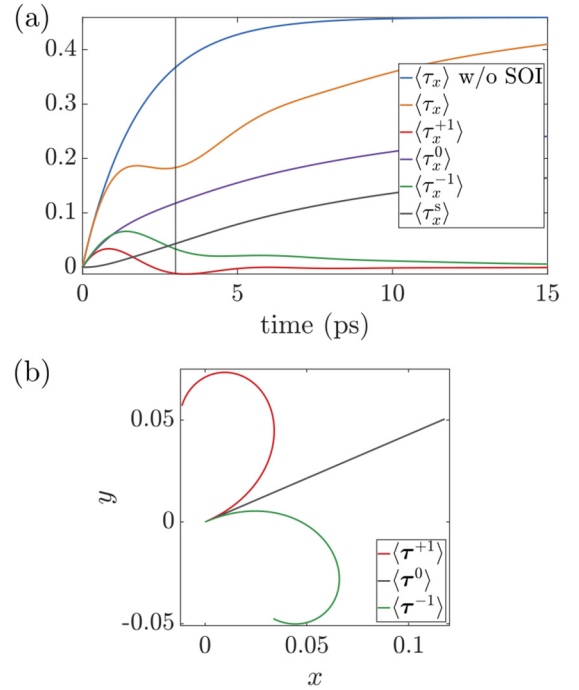 (a)
0.4
0.3
0.2
0.1
0
⟨τₓ⟩ w/o SOI
⟨τₓ⟩
⟨τₓ⁺¹⟩
⟨τₓ⁰⟩
⟨τₓ⁻¹⟩
⟨τₓˢ⟩
0 5 10 15
time (ps)
(b)
0.05
0
-0.05
y
⟨τ⁺¹⟩
⟨τ⁰⟩
⟨τ⁻¹⟩
0 0.05 0.1
x